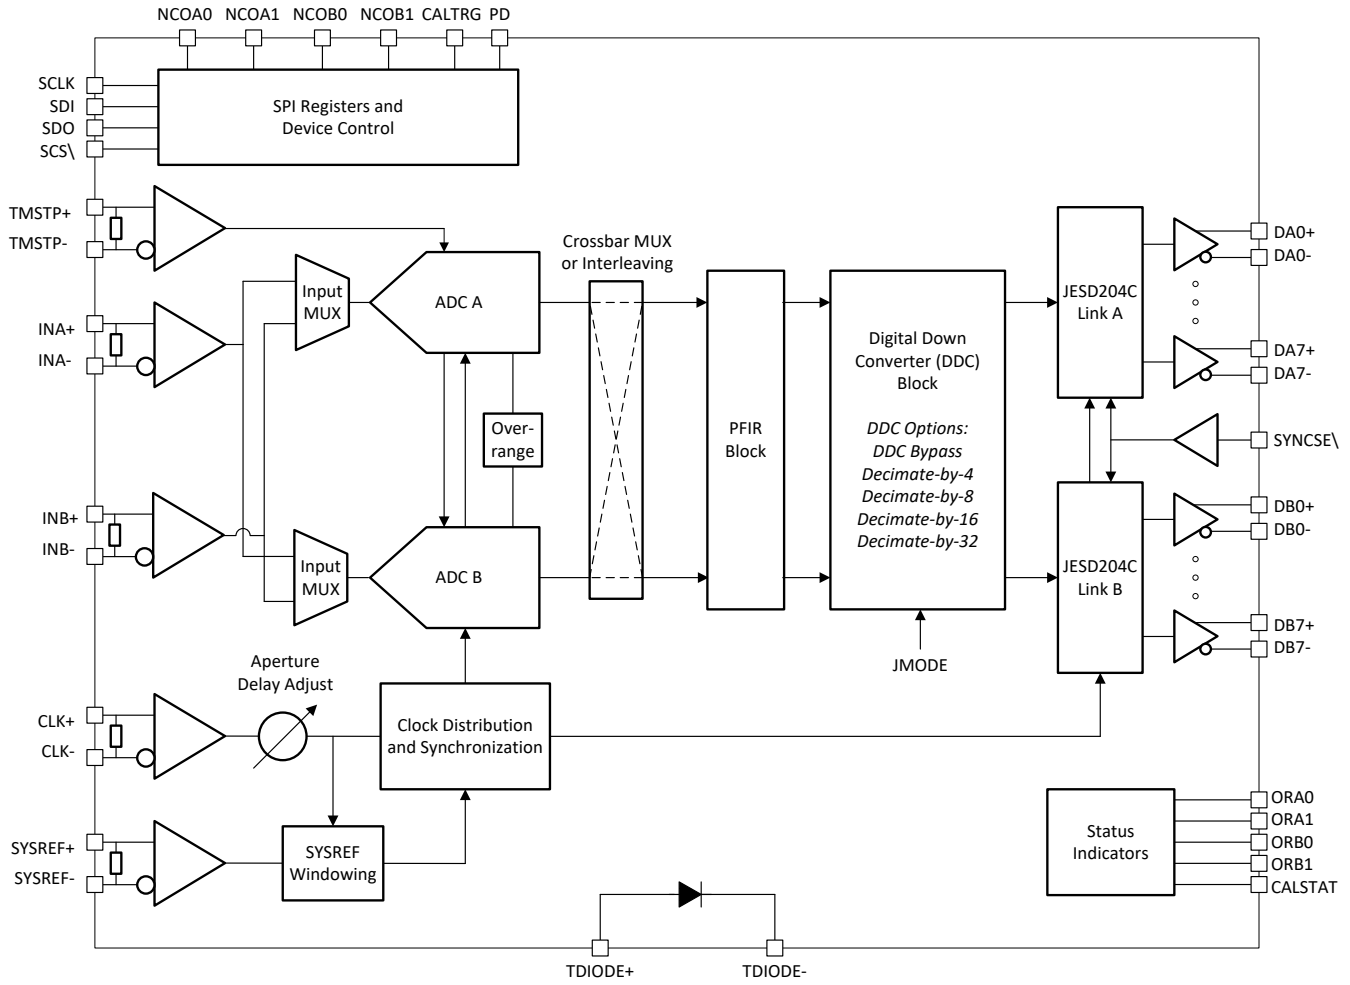 NCOA0 NCOA1 NCOB0 NCOB1 CALTRG PD
SCLK
SDI
SDO
SCS\
SPI Registers and
Device Control
TMSTP+
TMSTP-
INA+
INA-
INB+
INB-
Input
MUX
Input
MUX
ADC A
ADC B
Over-
range
Crossbar MUX
or Interleaving
PFIR
Block
Digital Down
Converter (DDC)
Block
DDC Options:
DDC Bypass
Decimate-by-4
Decimate-by-8
Decimate-by-16
Decimate-by-32
JMODE
JESD204C
Link A
JESD204C
Link B
DA0+
DA0-
DA7+
DA7-
SYNCSE\
DB0+
DB0-
DB7+
DB7-
Aperture
Delay Adjust
CLK+
CLK-
Clock Distribution
and Synchronization
SYSREF+
SYSREF-
SYSREF
Windowing
Status
Indicators
ORA0
ORA1
ORB0
ORB1
CALSTAT
TDIODE+
TDIODE-